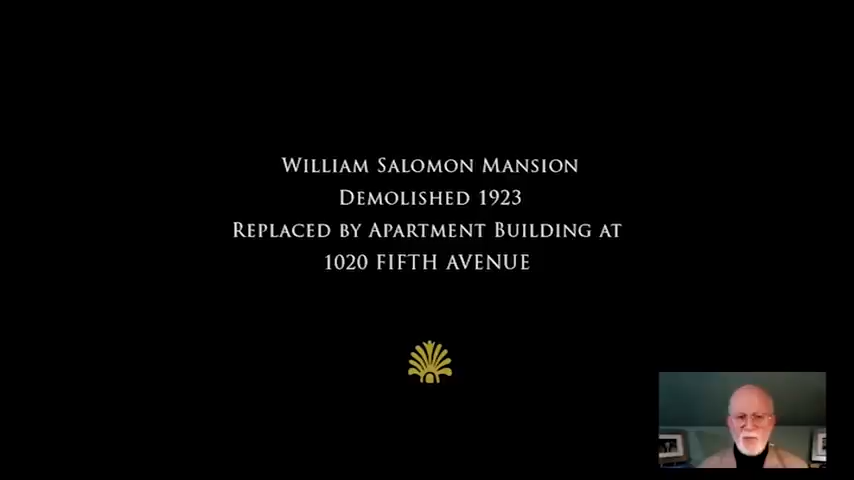 William Salomon Mansion
Demolished 1923
Replaced by Apartment Building at
1020 FIFTH AVENUE